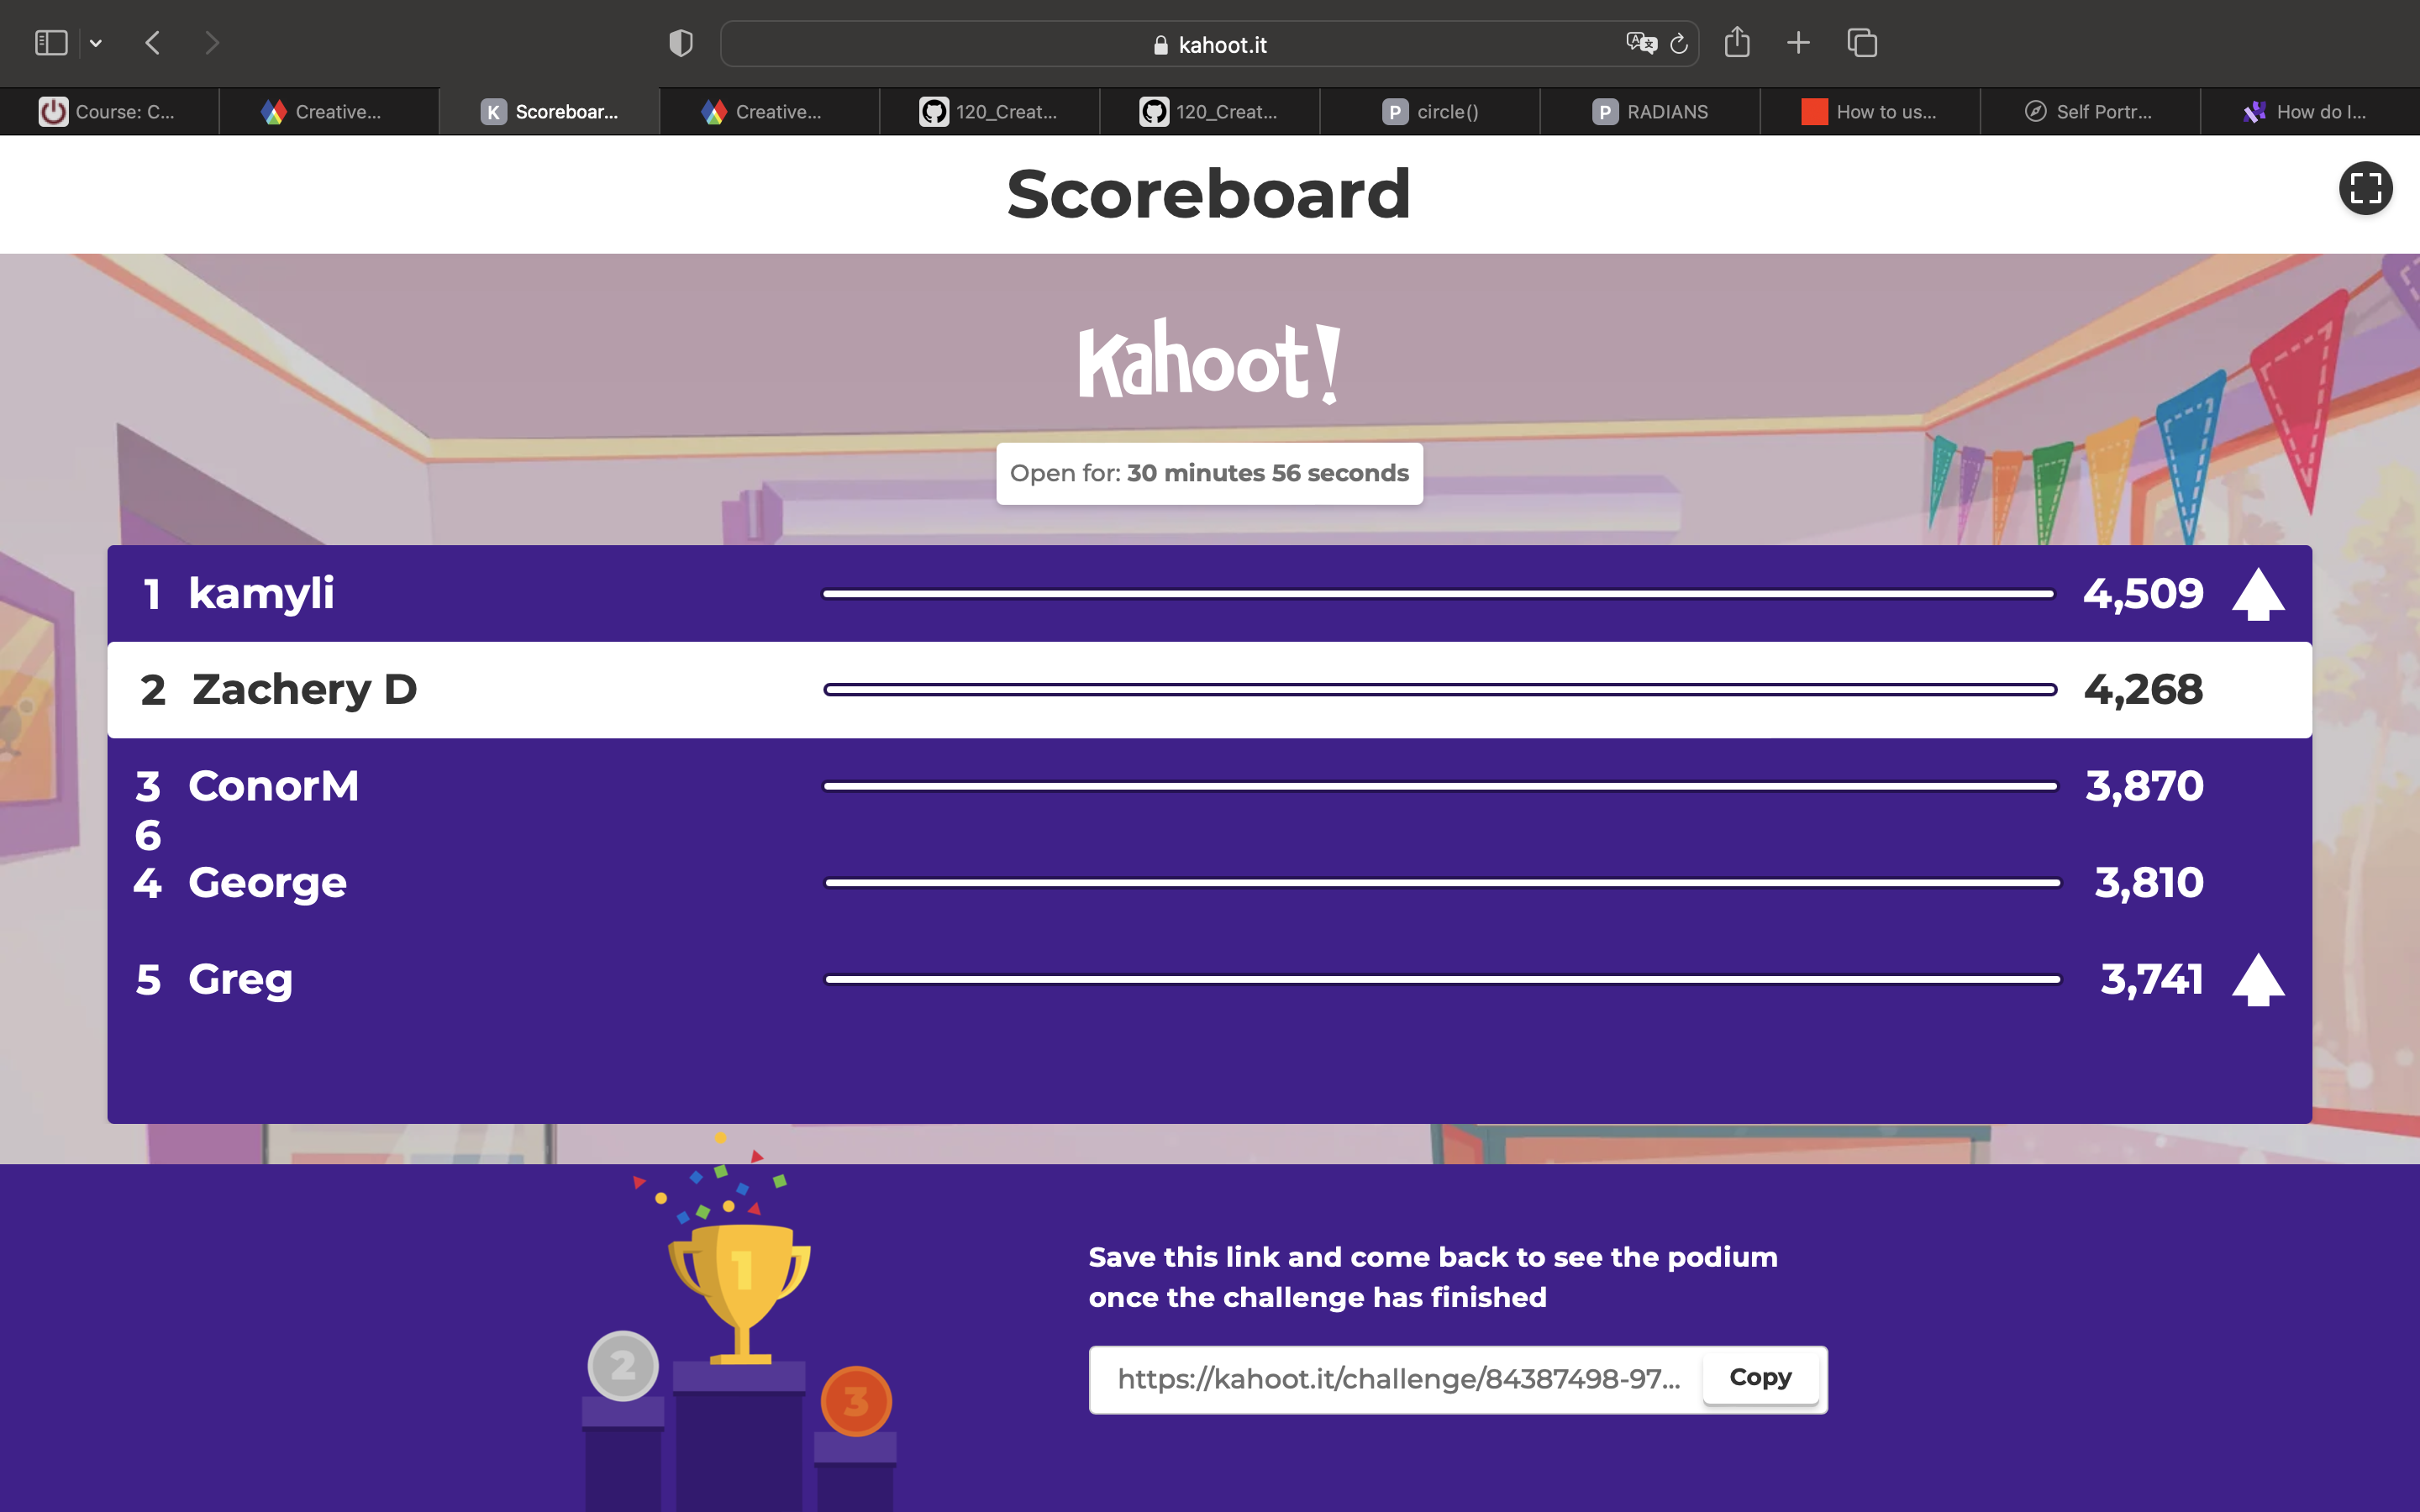 kahoot.it
Course: C...
Creative...
K Scoreboar...
Creative...
120_Creat...
120_Creat...
P circle()
P RADIANS
How to us...
Self Portr...
How do I...
Scoreboard
Kahoot!
Open for: 30 minutes 56 seconds
1 kamyli 4,509
2 Zachery D 4,268
3 ConorM 3,870
6
4 George 3,810
5 Greg 3,741
1
2
3
Save this link and come back to see the podium
once the challenge has finished
https://kahoot.it/challenge/84387498-97... Copy